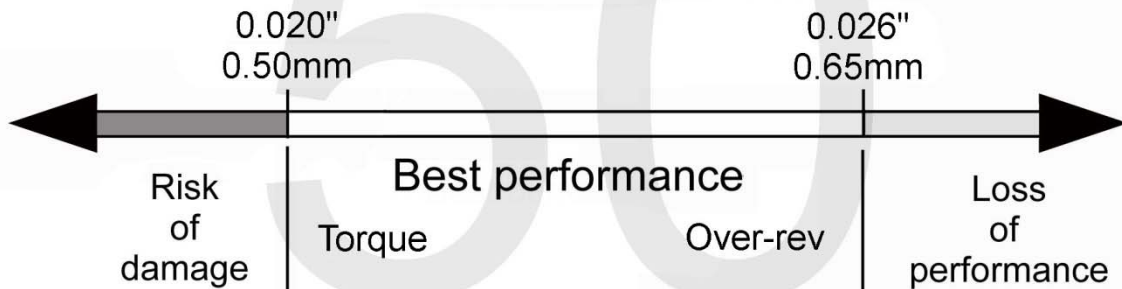 0.020"
0.50mm
0.026"
0.65mm
Best performance
Risk
of
damage
Torque
Over-rev
Loss
of
performance
50